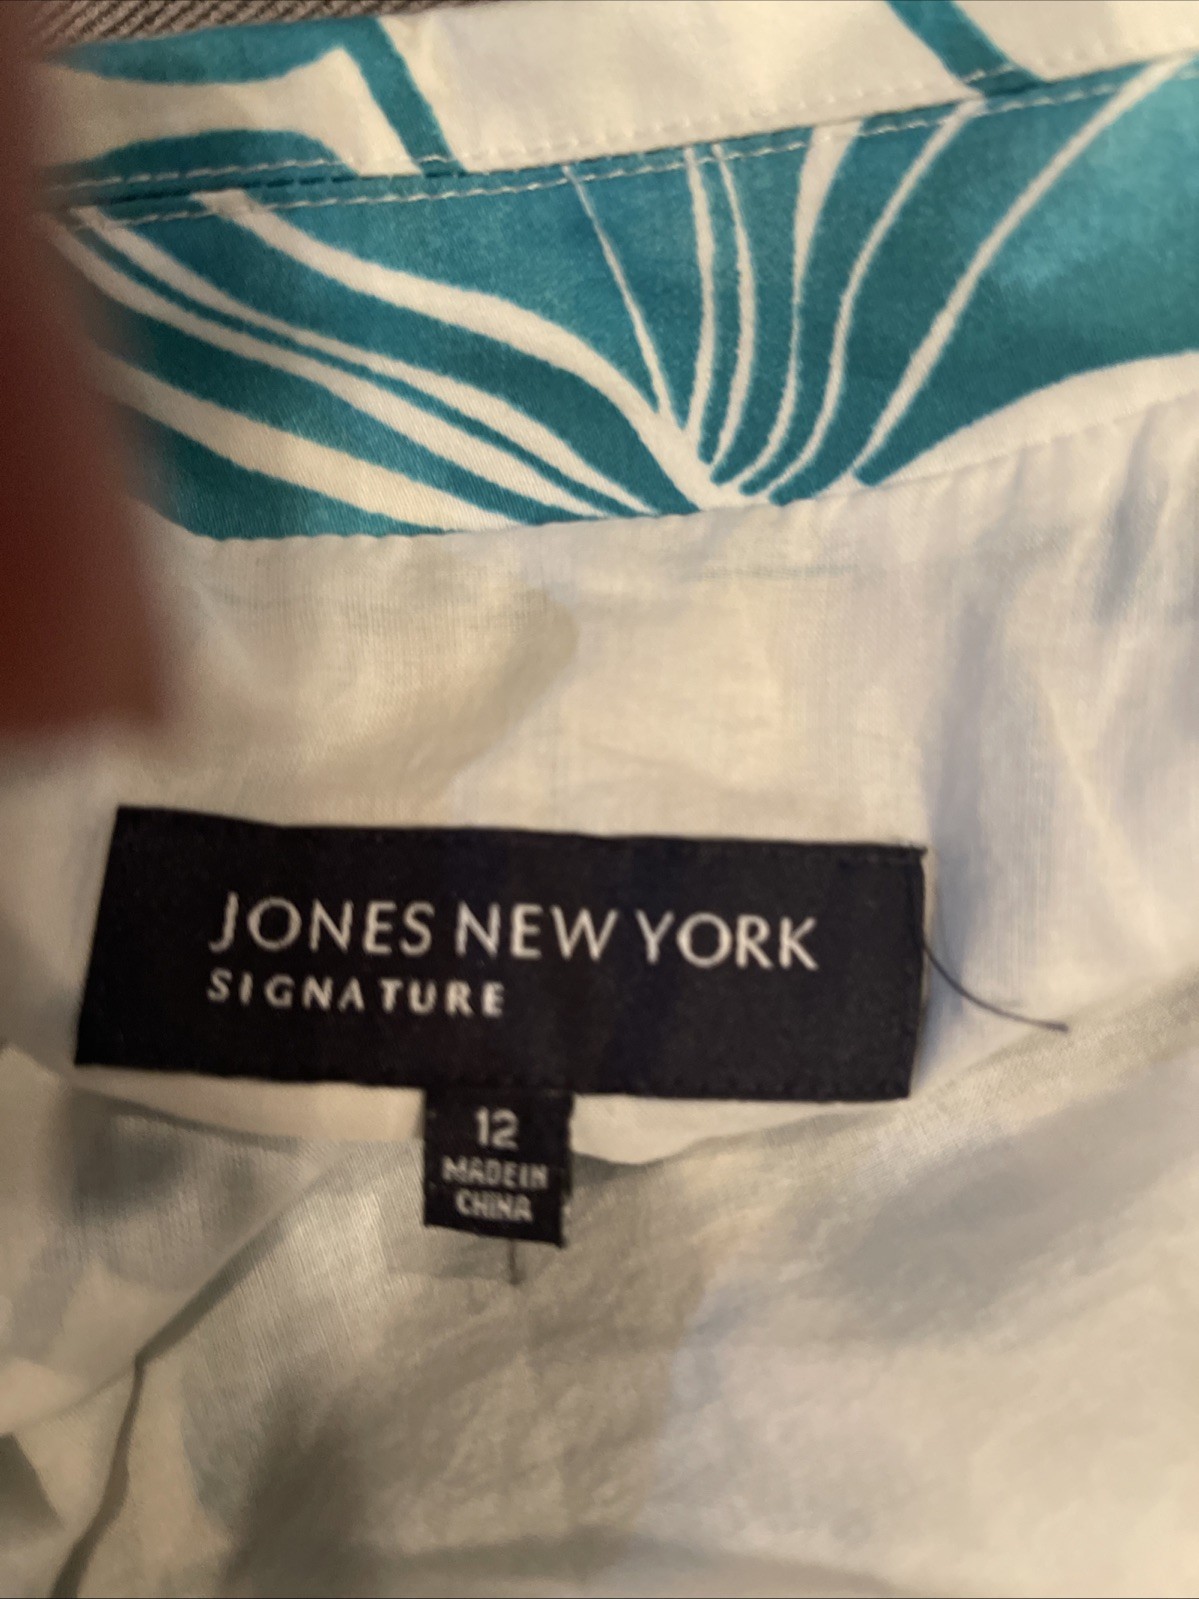 JONES NEW YORK
SIGNATURE
12
MADE IN
CHINA